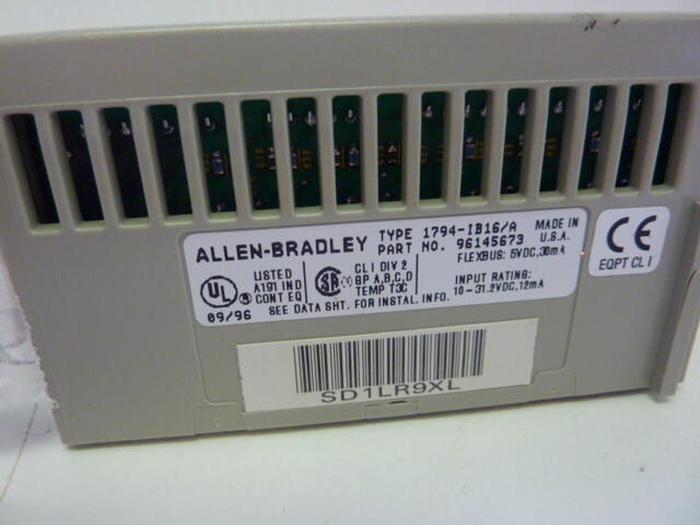 ALLEN-BRADLEY
TYPE 1794-IB16/A
PART NO. 96145673
MADE IN
U.S.A.
FLEXBUS: 5VDC,30mA
UL
LISTED
A191 IND
CONT EQ
CL I DIV 2
GP A,B,C,D
TEMP T3C
INPUT RATING:
10-31.2VDC,12mA
09/96 SEE DATA SHT. FOR INSTAL. INFO.
CE
EQPT CL I
SD1LR9XL